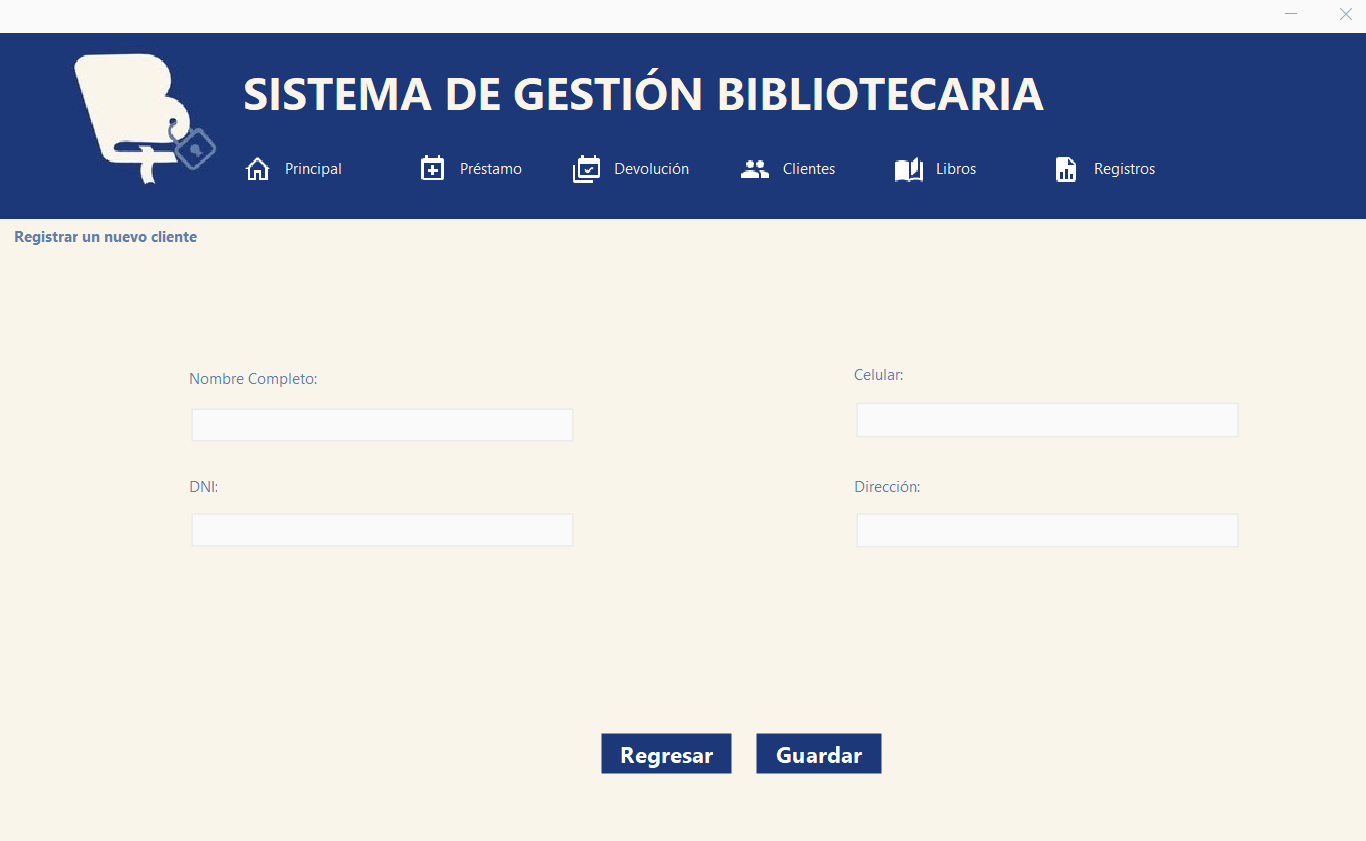 SISTEMA DE GESTIÓN BIBLIOTECARIA
Principal Préstamo Devolución Clientes Libros Registros
Registrar un nuevo cliente
Nombre Completo: Celular:
DNI: Dirección:
Regresar Guardar